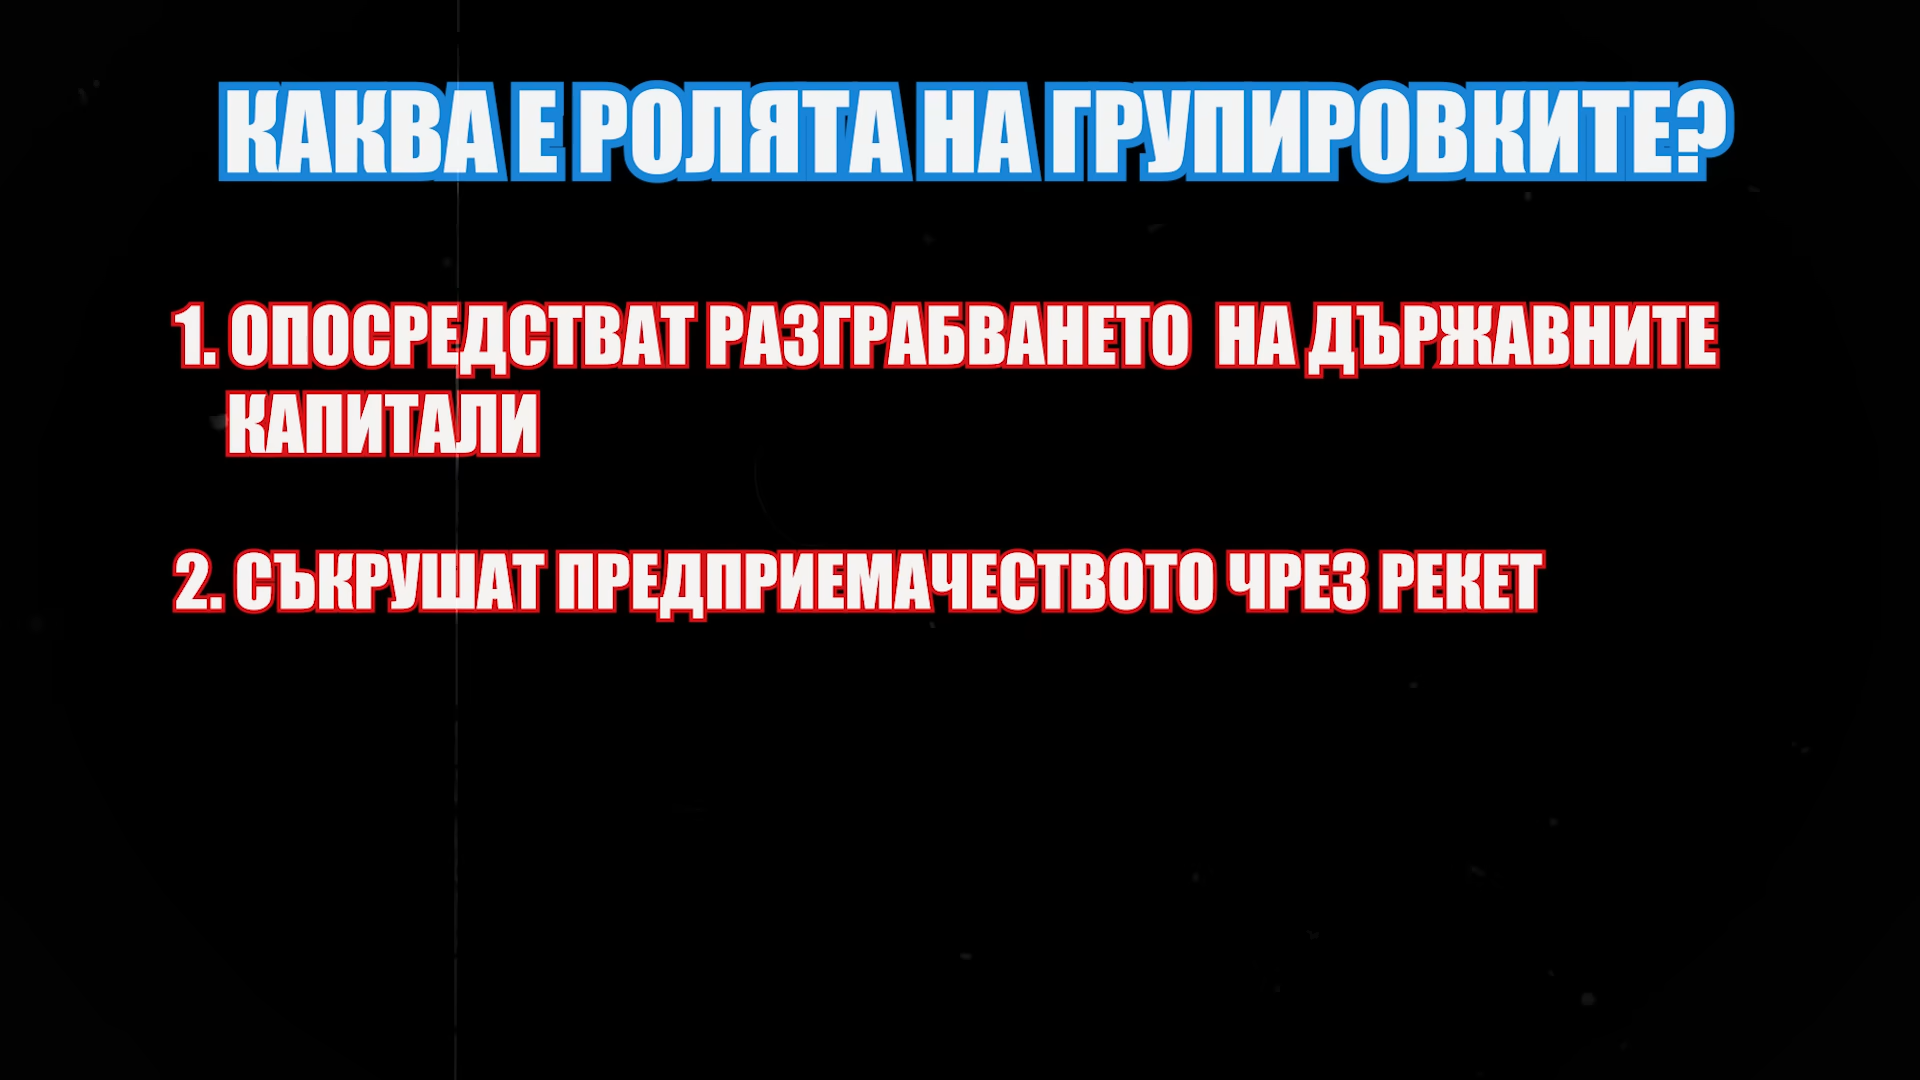 КАКВА Е РОЛЯТА НА ГРУПИРОВКИТЕ?
1. ОПОСРЕДСТВАТ РАЗГРАБВАНЕТО НА ДЪРЖАВНИТЕ
КАПИТАЛИ
2. СЪКРУШАТ ПРЕДПРИЕМАЧЕСТВОТО ЧРЕЗ РЕКЕТ